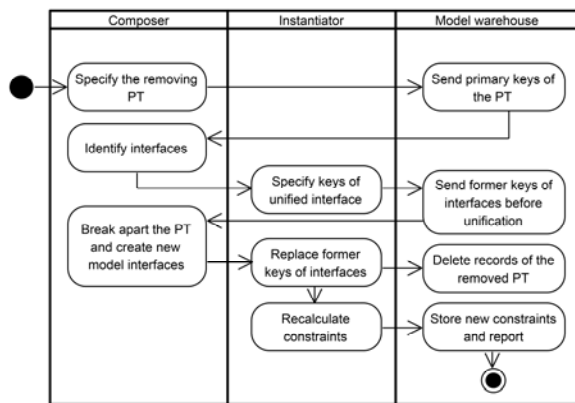 Composer
Instantiator
Model warehouse
Specify the removing
PT
Send primary keys of
the PT
Identify interfaces
Specify keys of
unified interface
Send former keys of
interfaces before
unification
Break apart the PT
and create new
model interfaces
Replace former
keys of interfaces
Delete records of the
removed PT
Recalculate
constraints
Store new constraints
and report